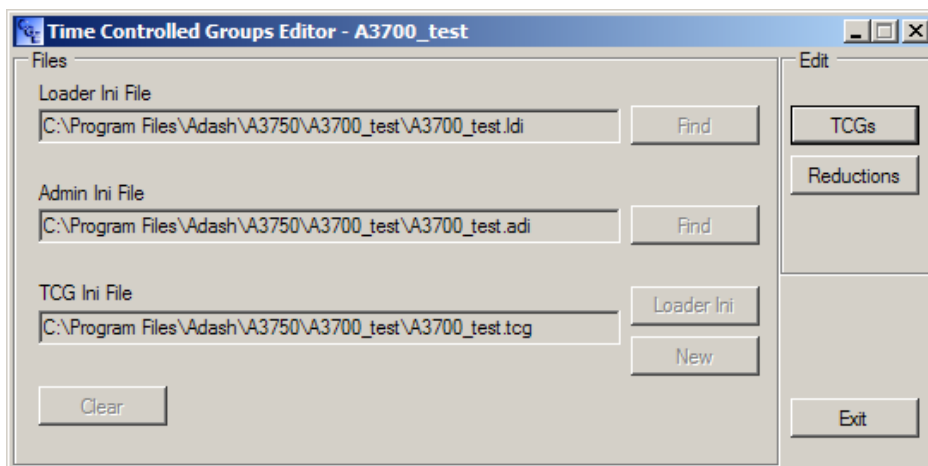 Time Controlled Groups Editor - A3700_test
Files
Edit
Loader Ini File
C:\Program Files\Adash\A3750\A3700_test\A3700_test.ldi
Find
TCGs
Reductions
Admin Ini File
C:\Program Files\Adash\A3750\A3700_test\A3700_test.adi
Find
TCG Ini File
Loader Ini
C:\Program Files\Adash\A3750\A3700_test\A3700_test.tcg
New
Clear
Exit